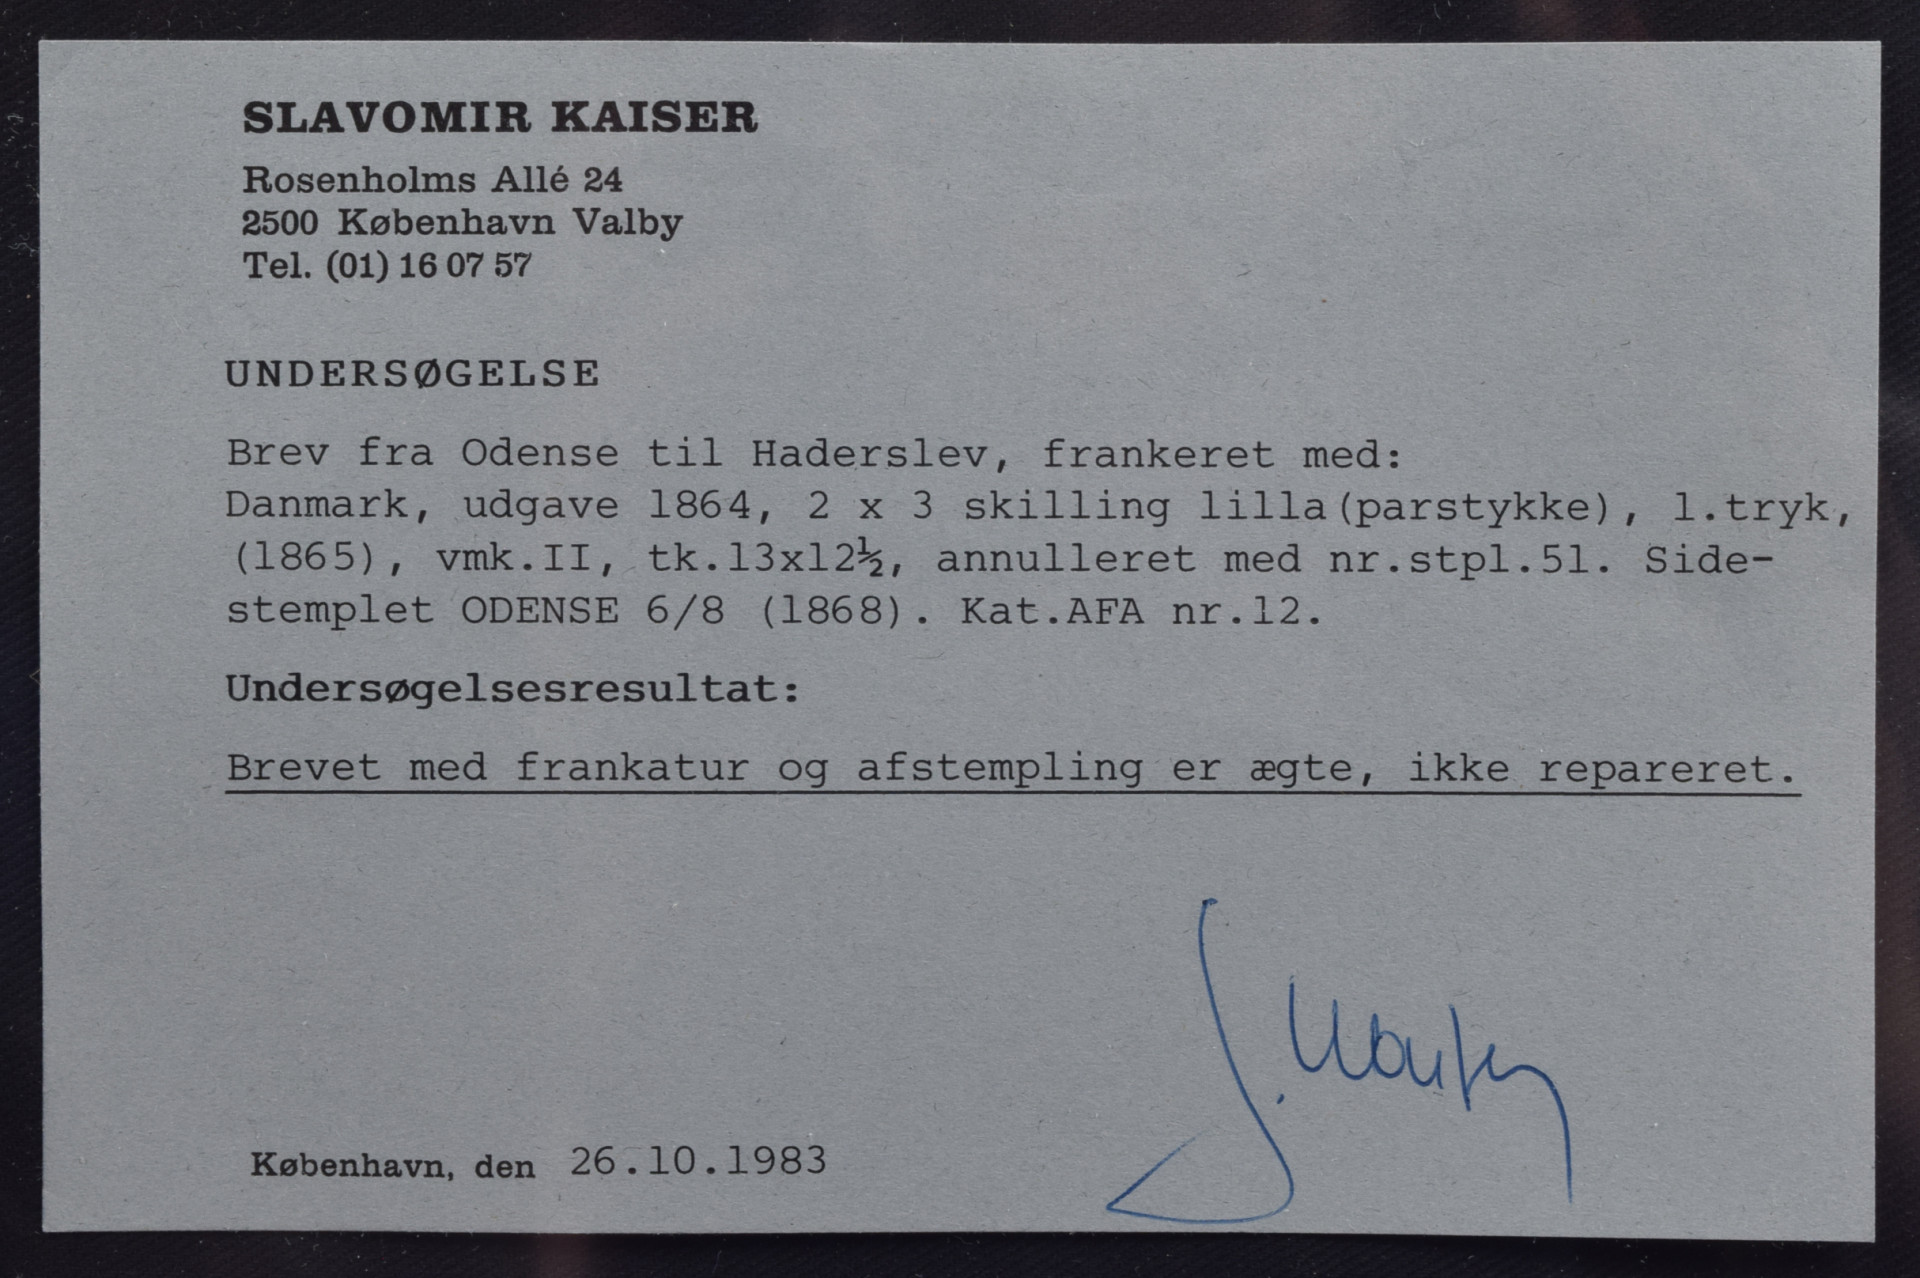 SLAVOMIR KAISER
Rosenholms Allé 24
2500 København Valby
Tel. (01) 16 07 57
UNDERSØGELSE
Brev fra Odense til Haderslev, frankeret med:
Danmark, udgave 1864, 2 x 3 skilling lilla(parstykke), 1.tryk,
(1865), vmk.II, tk.13x12½, annulleret med nr.stpl.51. Side-
stemplet ODENSE 6/8 (1868). Kat.AFA nr.12.
Undersøgelsesresultat:
Brevet med frankatur og afstempling er ægte, ikke repareret.
København, den 26.10.1983